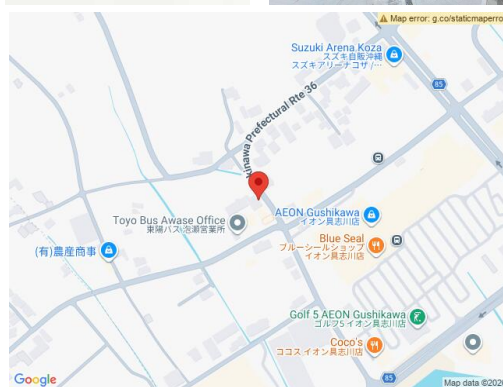 Map error: g.co/staticmaperro
Suzuki Arena Koza
スズキ自販沖縄
スズキアリーナコザ /…
85
kinawa Prefectural Rte 36
AEON Gushikawa
イオン具志川店
Toyo Bus Awase Office
東陽バス 泡瀬営業所
Blue Seal
ブルーシールショップ
イオン具志川店
(有)農産商事
Golf 5 AEON Gushikawa
ゴルフ5 イオン具志川店
Coco's
ココス イオン具志川店
85
Google
Map data ©202